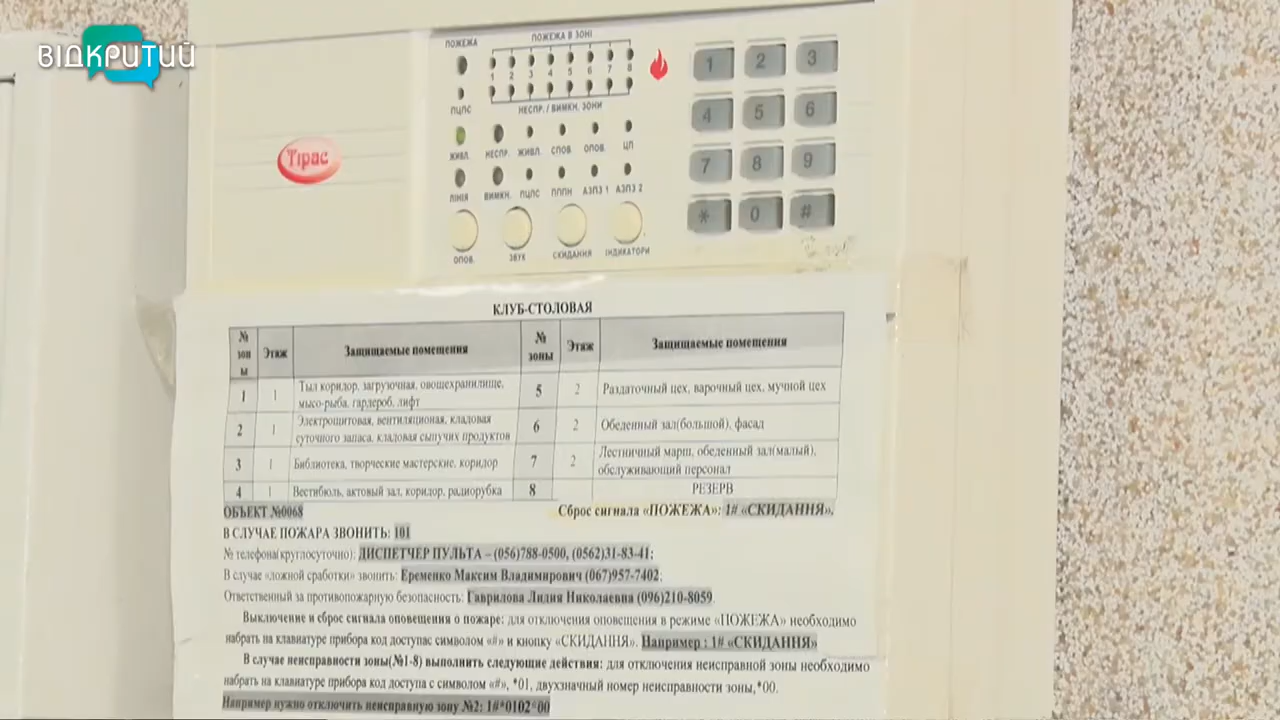 ВІДКРИТИЙ
Тірас
ПОЖЕЖА
ПОЖЕЖА В ЗОНІ
1 2 3 4 5 6 7 8
ПЦПС
НЕСПР. / ВИМКН. ЗОНИ
ЖИВЛ. НЕСПР. ЖИВЛ. СПОВ. ОПОВ. ЦП
ЛІНІЯ ВИМКН. ПЦПС ПППН АЗПЗ 1 АЗПЗ 2
ОПОВ. ЗВУК СКИДАННЯ ІНДИКАТОРИ
1 2 3
4 5 6
7 8 9
* 0 #
КЛУБ-СТОЛОВАЯ
№ зоны Этаж Защищаемые помещения № зоны Этаж Защищаемые помещения
1 1 Тыл коридор, загрузочная, овощехранилище, мысо-рыба, гардероб, лифт 5 2 Раздаточный цех, варочный цех, мучной цех
2 1 Электрощитовая, вентиляционая, кладовая суточного запаса, кладовая сыпучих продуктов 6 2 Обеденный зал(большой), фасад
3 1 Библиотека, творческие мастерские, коридор 7 2 Лестничный марш, обеденный зал(малый), обслуживающий персонал
4 1 Вестибюль, актовый зал, коридор, радиорубка 8 РЕЗЕРВ
ОБЪЕКТ №0068 Сброс сигнала «ПОЖЕЖА»: 1# «СКИДАННЯ».
В СЛУЧАЕ ПОЖАРА ЗВОНИТЬ: 101
№ телефона(круглосуточно): ДИСПЕТЧЕР ПУЛЬТА – (056)788-0500, (0562)31-83-41;
В случае «ложной сработки» звонить: Еременко Максим Владимирович (067)957-7402;
Ответственный за противопожарную безопасность: Гаврилова Лидия Николаевна (096)210-8059.
Выключение и сброс сигнала оповещения о пожаре: для отключения оповещения в режиме «ПОЖЕЖА» необходимо
набрать на клавиатуре прибора код доступас символом «#» и кнопку «СКИДАННЯ». Например : 1# «СКИДАННЯ»
В случае неисправности зоны(№1-8) выполнить следующие действия: для отключения неисправной зоны необходимо
набрать на клавиатуре прибора код доступа с символом «#», *01, двухзначный номер неисправности зоны,*00.
Например нужно отключить неисправную зону №2: 1#*0102*00